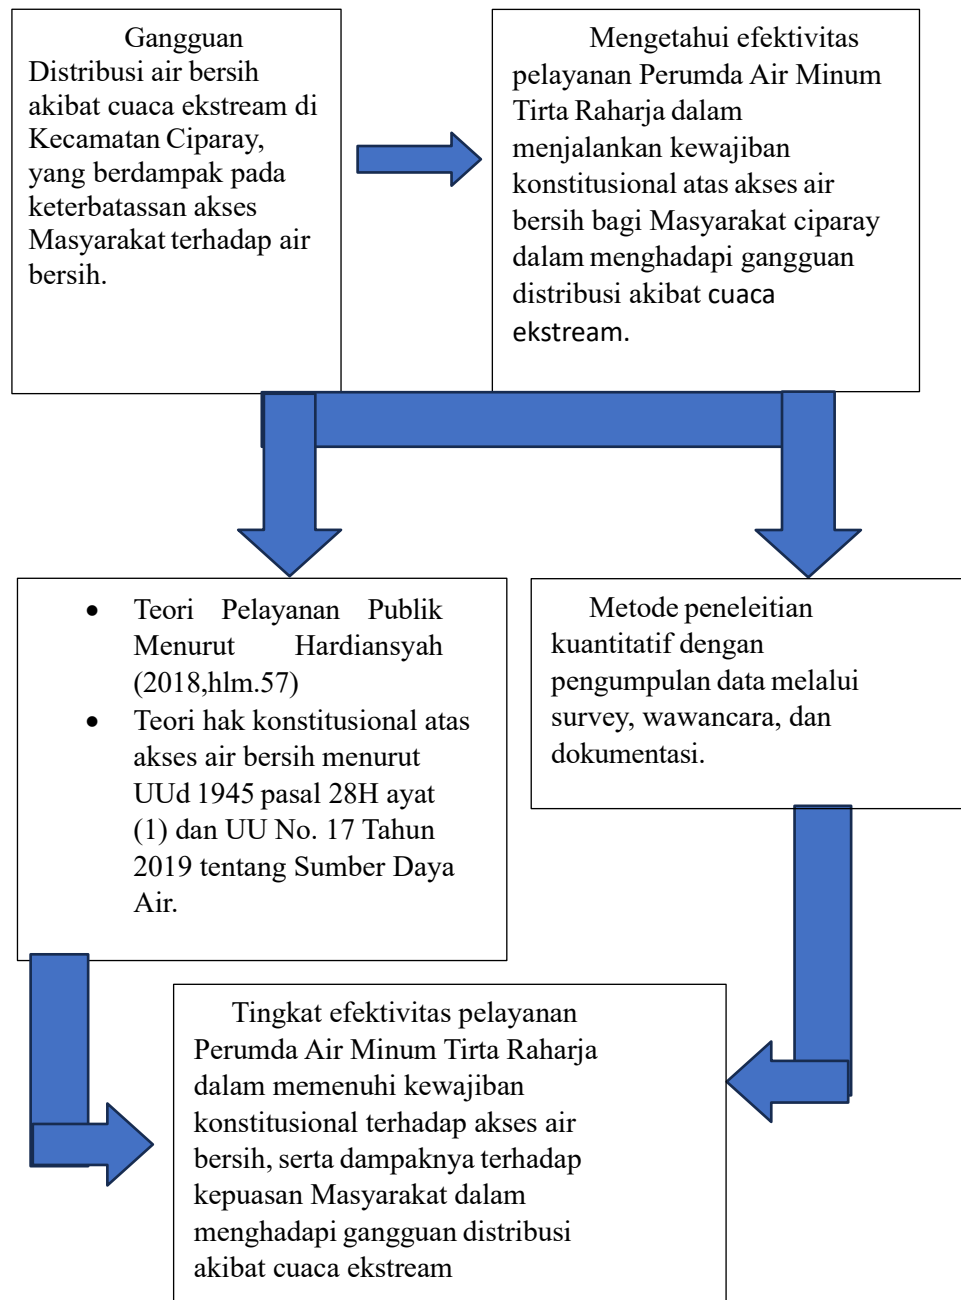 Gangguan
Distribusi air bersih
akibat cuaca ekstream di
Kecamatan Ciparay,
yang berdampak pada
keterbatassan akses
Masyarakat terhadap air
bersih.
Mengetahui efektivitas
pelayanan Perumda Air Minum
Tirta Raharja dalam
menjalankan kewajiban
konstitusional atas akses air
bersih bagi Masyarakat ciparay
dalam menghadapi gangguan
distribusi akibat cuaca
ekstream.
• Teori Pelayanan Publik
Menurut Hardiansyah
(2018,hlm.57)
• Teori hak konstitusional atas
akses air bersih menurut
UUd 1945 pasal 28H ayat
(1) dan UU No. 17 Tahun
2019 tentang Sumber Daya
Air.
Metode peneleitian
kuantitatif dengan
pengumpulan data melalui
survey, wawancara, dan
dokumentasi.
Tingkat efektivitas pelayanan
Perumda Air Minum Tirta Raharja
dalam memenuhi kewajiban
konstitusional terhadap akses air
bersih, serta dampaknya terhadap
kepuasan Masyarakat dalam
menghadapi gangguan distribusi
akibat cuaca ekstream